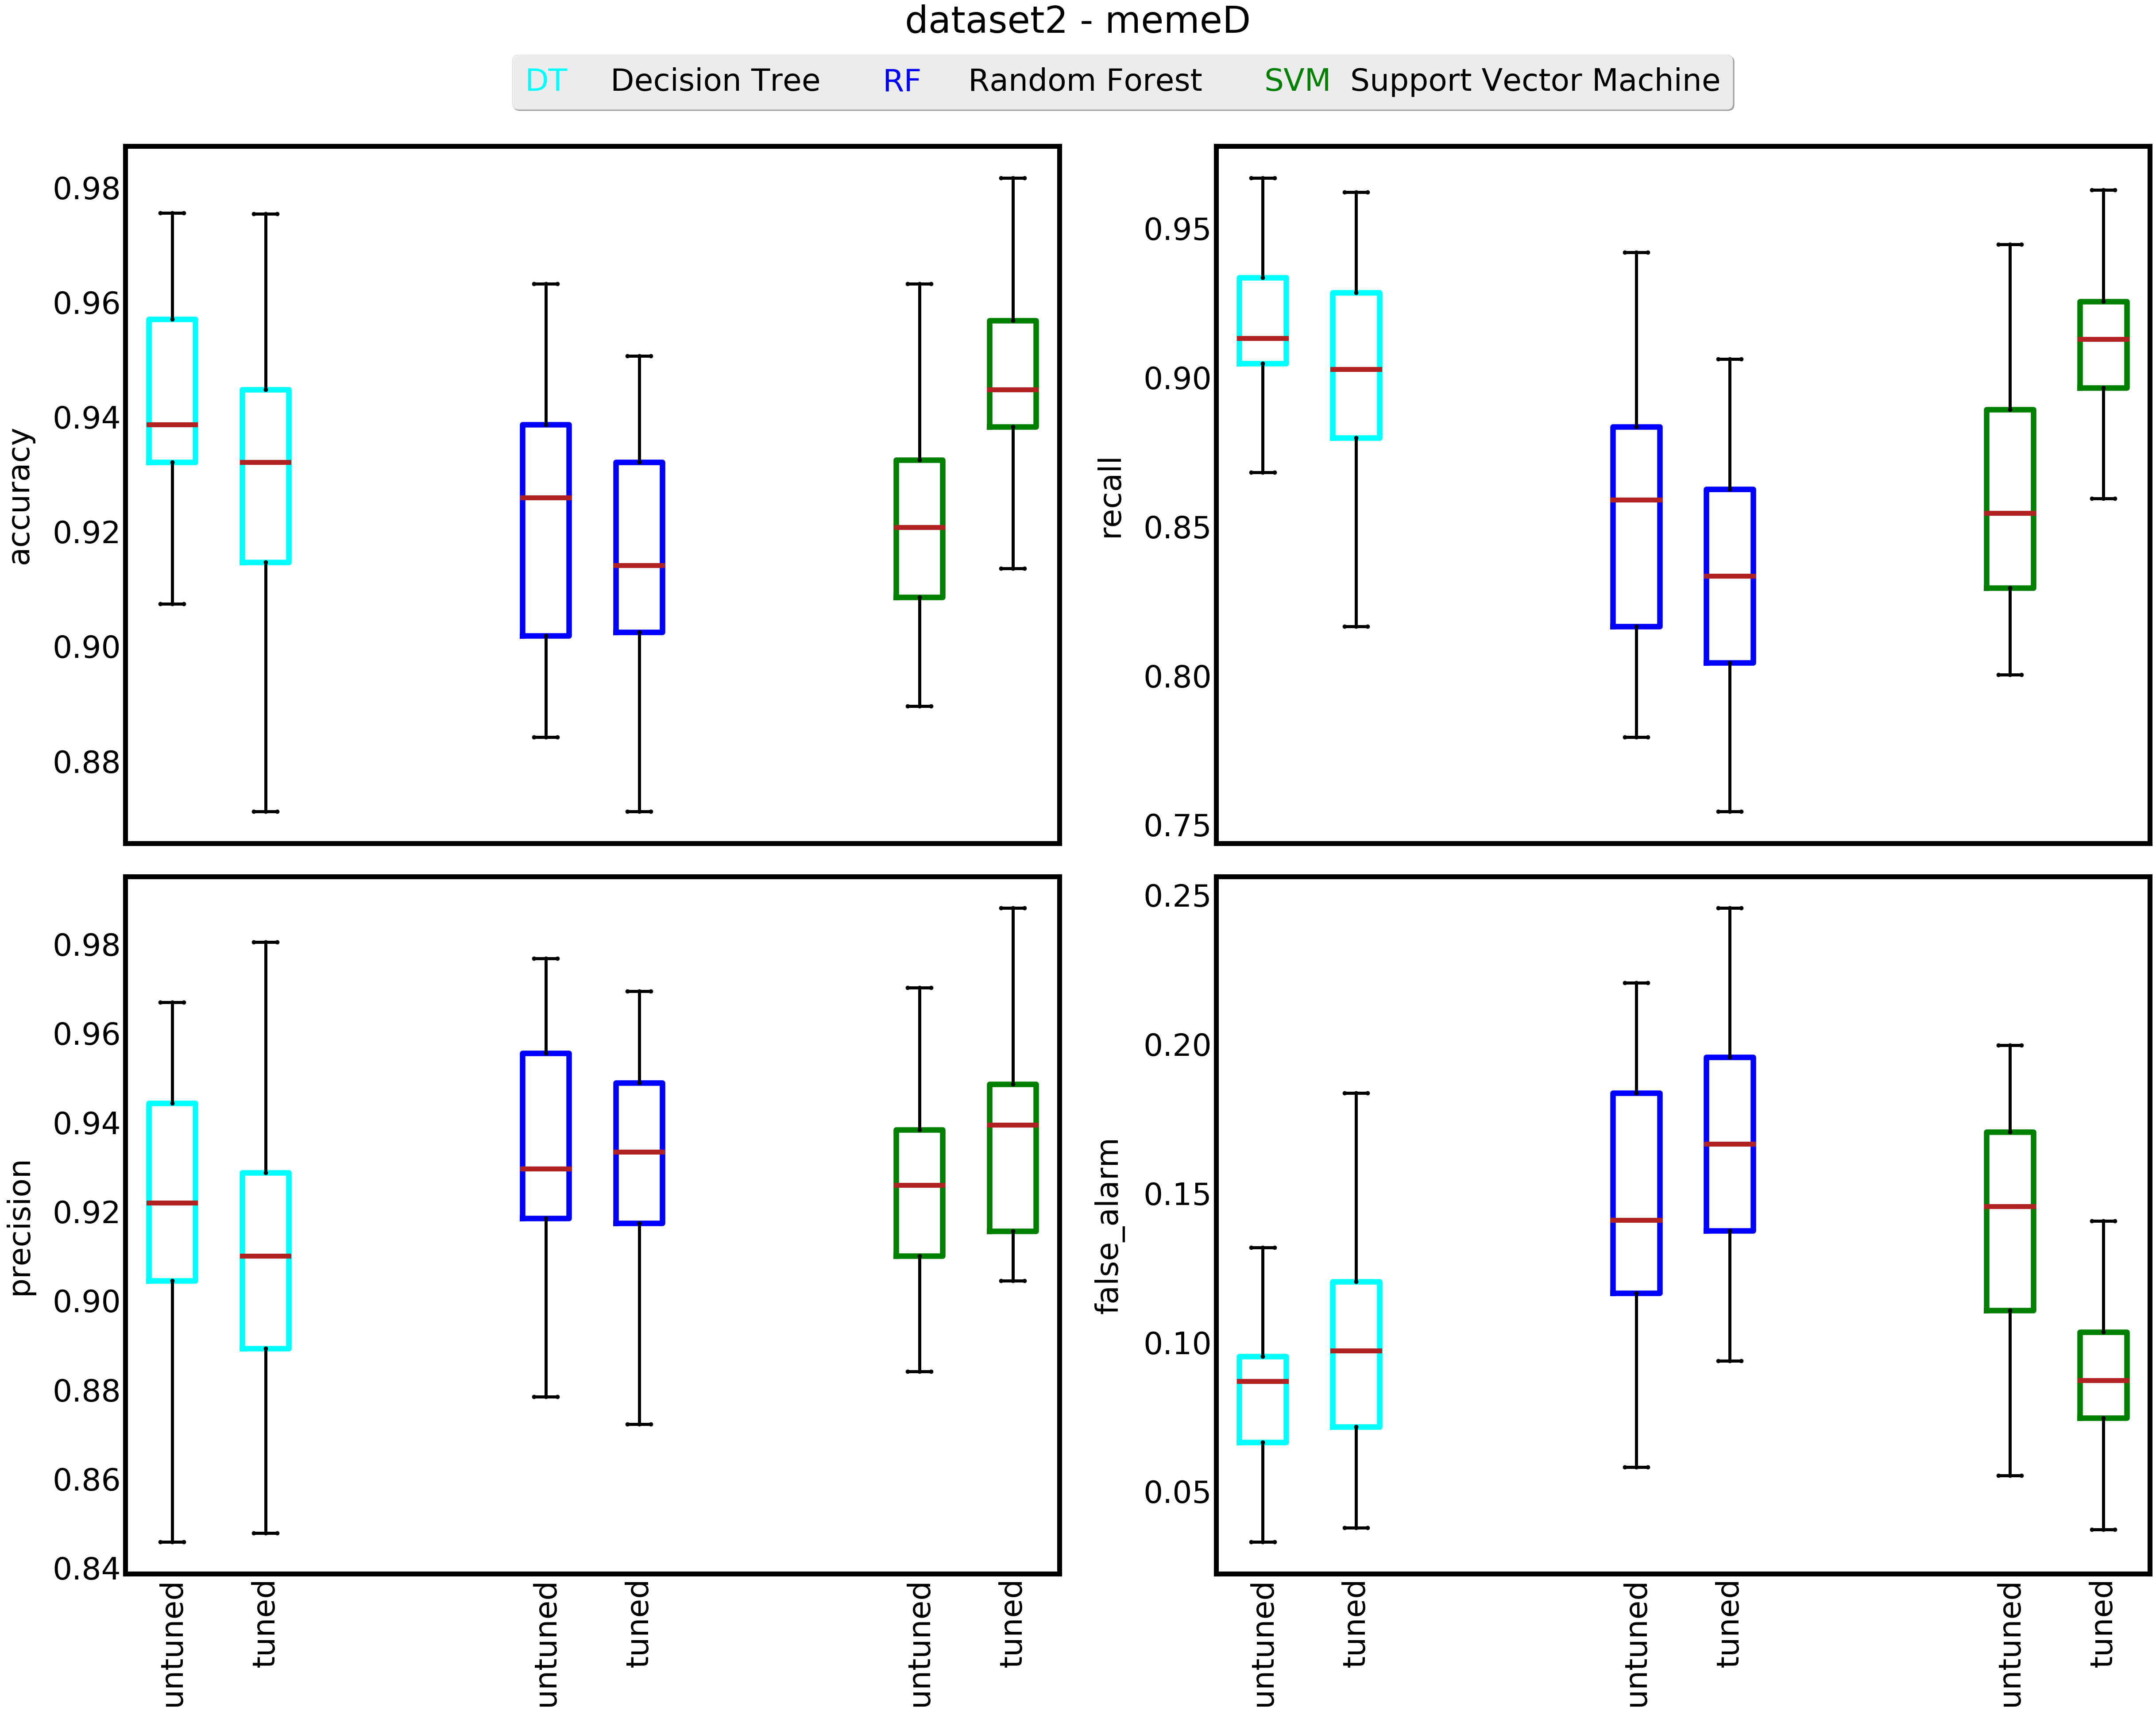 dataset2 - memeD
DT Decision Tree RF Random Forest SVM Support Vector Machine
accuracy
0.98
0.96
0.94
0.92
0.90
0.88
recall
0.95
0.90
0.85
0.80
0.75
precision
0.98
0.96
0.94
0.92
0.90
0.88
0.86
0.84
false_alarm
0.25
0.20
0.15
0.10
0.05
untuned
tuned
untuned
tuned
untuned
tuned
untuned
tuned
untuned
tuned
untuned
tuned